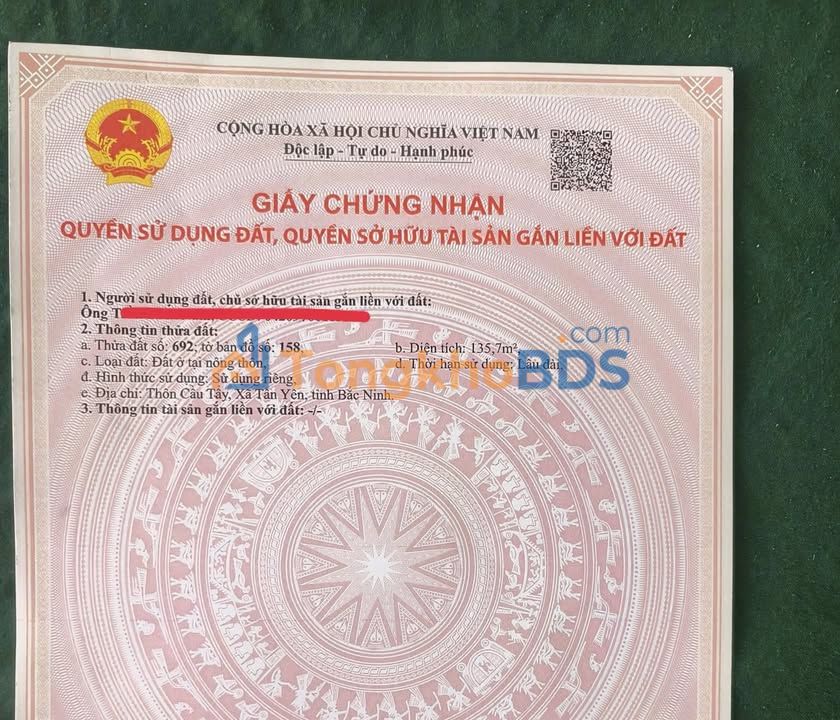 CỘNG HÒA XÃ HỘI CHỦ NGHĨA VIỆT NAM
Độc lập - Tự do - Hạnh phúc
GIẤY CHỨNG NHẬN
QUYỀN SỬ DỤNG ĐẤT, QUYỀN SỞ HỮU TÀI SẢN GẮN LIỀN VỚI ĐẤT
1. Người sử dụng đất, chủ sở hữu tài sản gắn liền với đất:
Ông T
2. Thông tin thửa đất:
a. Thửa đất số: 692; tờ bản đồ số: 158 b. Diện tích: 135,7m²,
c. Loại đất: Đất ở tại nông thôn, d. Thời hạn sử dụng: Lâu dài,
đ. Hình thức sử dụng: Sử dụng riêng,
e. Địa chỉ: Thôn Cầu Tây, Xã Tân Yên, tỉnh Bắc Ninh.
3. Thông tin tài sản gắn liền với đất: -/-
TongkhoBDS.com